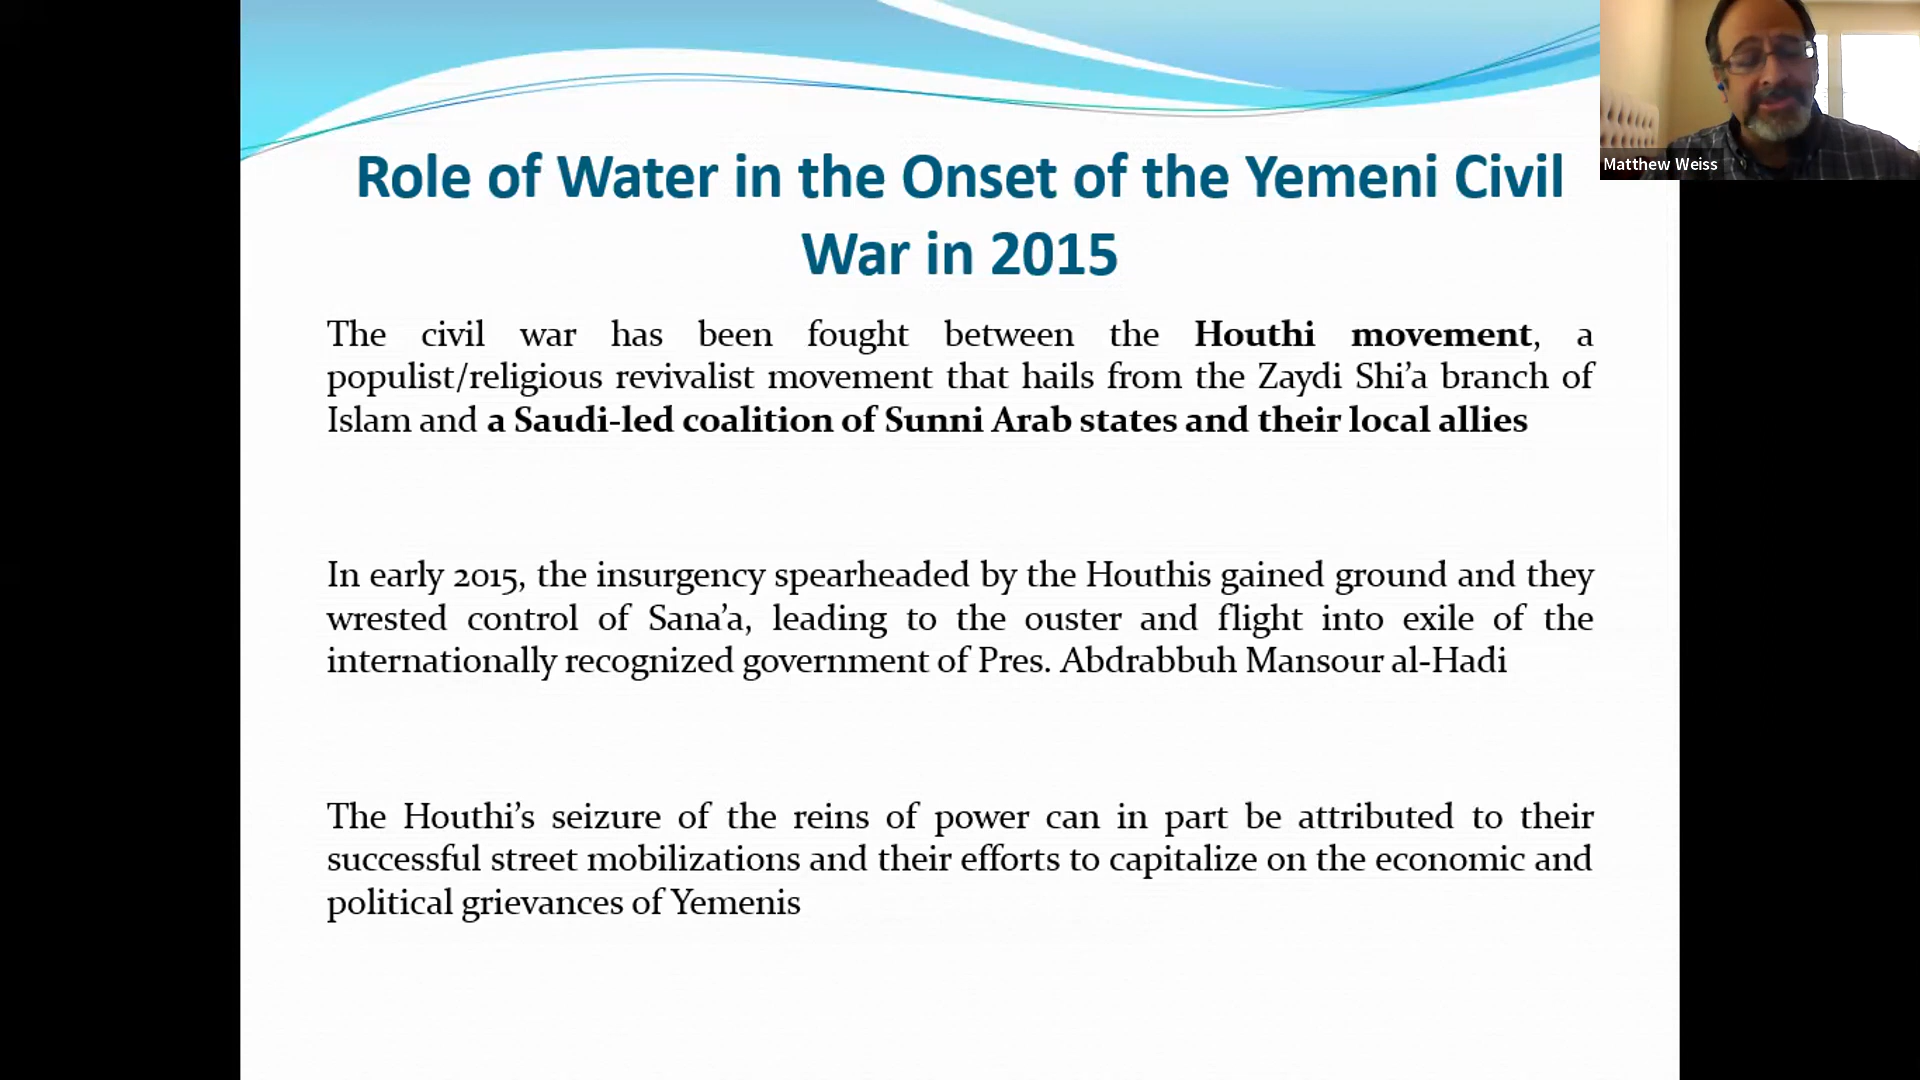 Role of Water in the Onset of the Yemeni Civil
War in 2015
Matthew Weiss
The civil war has been fought between the Houthi movement, a
populist/religious revivalist movement that hails from the Zaydi Shi’a branch of
Islam and a Saudi-led coalition of Sunni Arab states and their local allies
In early 2015, the insurgency spearheaded by the Houthis gained ground and they
wrested control of Sana’a, leading to the ouster and flight into exile of the
internationally recognized government of Pres. Abdrabbuh Mansour al-Hadi
The Houthi’s seizure of the reins of power can in part be attributed to their
successful street mobilizations and their efforts to capitalize on the economic and
political grievances of Yemenis